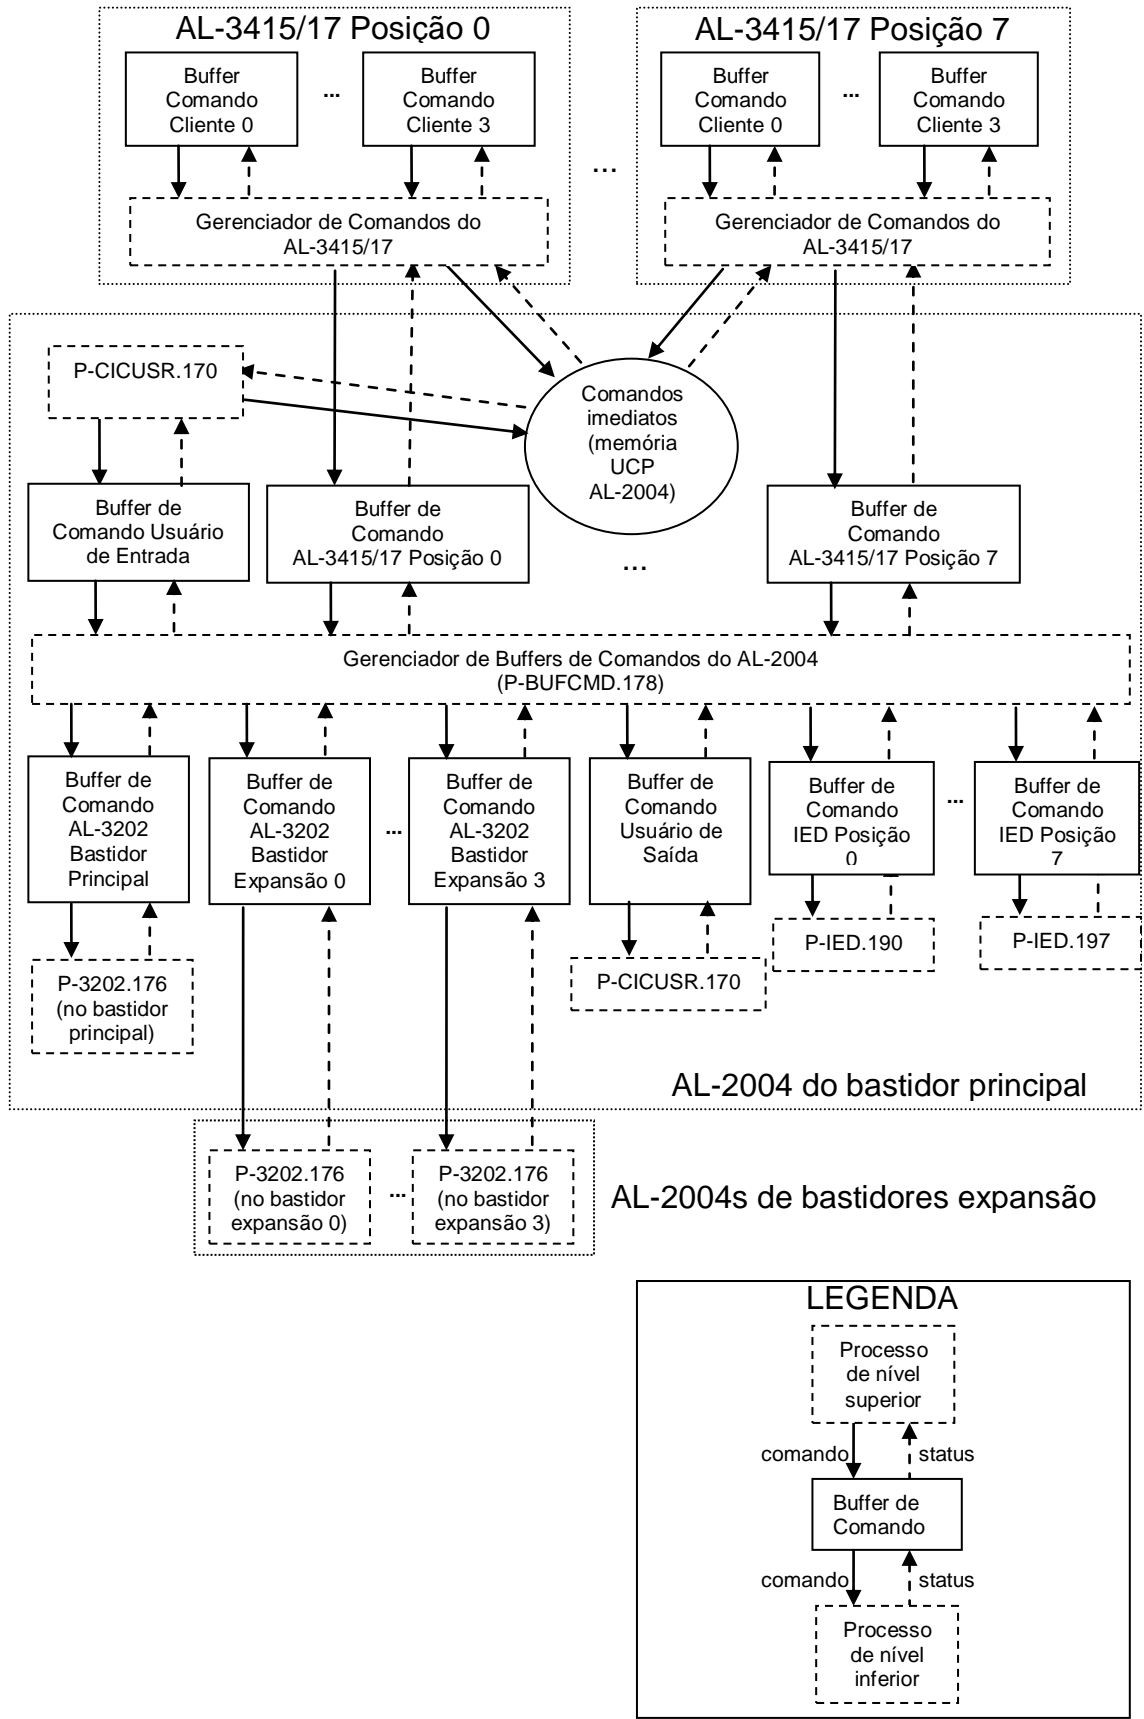 AL-3415/17 Posição 0
Buffer
Comando
Cliente 0
...
Buffer
Comando
Cliente 3
Gerenciador de Comandos do
AL-3415/17
...
AL-3415/17 Posição 7
Buffer
Comando
Cliente 0
...
Buffer
Comando
Cliente 3
Gerenciador de Comandos do
AL-3415/17
P-CICUSR.170
Comandos
imediatos
(memória
UCP
AL-2004)
Buffer de
Comando Usuário
de Entrada
Buffer de
Comando
AL-3415/17 Posição 0
...
Buffer de
Comando
AL-3415/17 Posição 7
Gerenciador de Buffers de Comandos do AL-2004
(P-BUFCMD.178)
Buffer de
Comando
AL-3202
Bastidor
Principal
Buffer de
Comando
AL-3202
Bastidor
Expansão 0
...
Buffer de
Comando
AL-3202
Bastidor
Expansão 3
Buffer de
Comando
Usuário de
Saída
Buffer de
Comando
IED Posição
0
...
Buffer de
Comando
IED Posição
7
P-3202.176
(no bastidor
principal)
P-CICUSR.170
P-IED.190
P-IED.197
AL-2004 do bastidor principal
P-3202.176
(no bastidor
expansão 0)
...
P-3202.176
(no bastidor
expansão 3)
AL-2004s de bastidores expansão
LEGENDA
Processo
de nível
superior
comando
status
Buffer de
Comando
comando
status
Processo
de nível
inferior